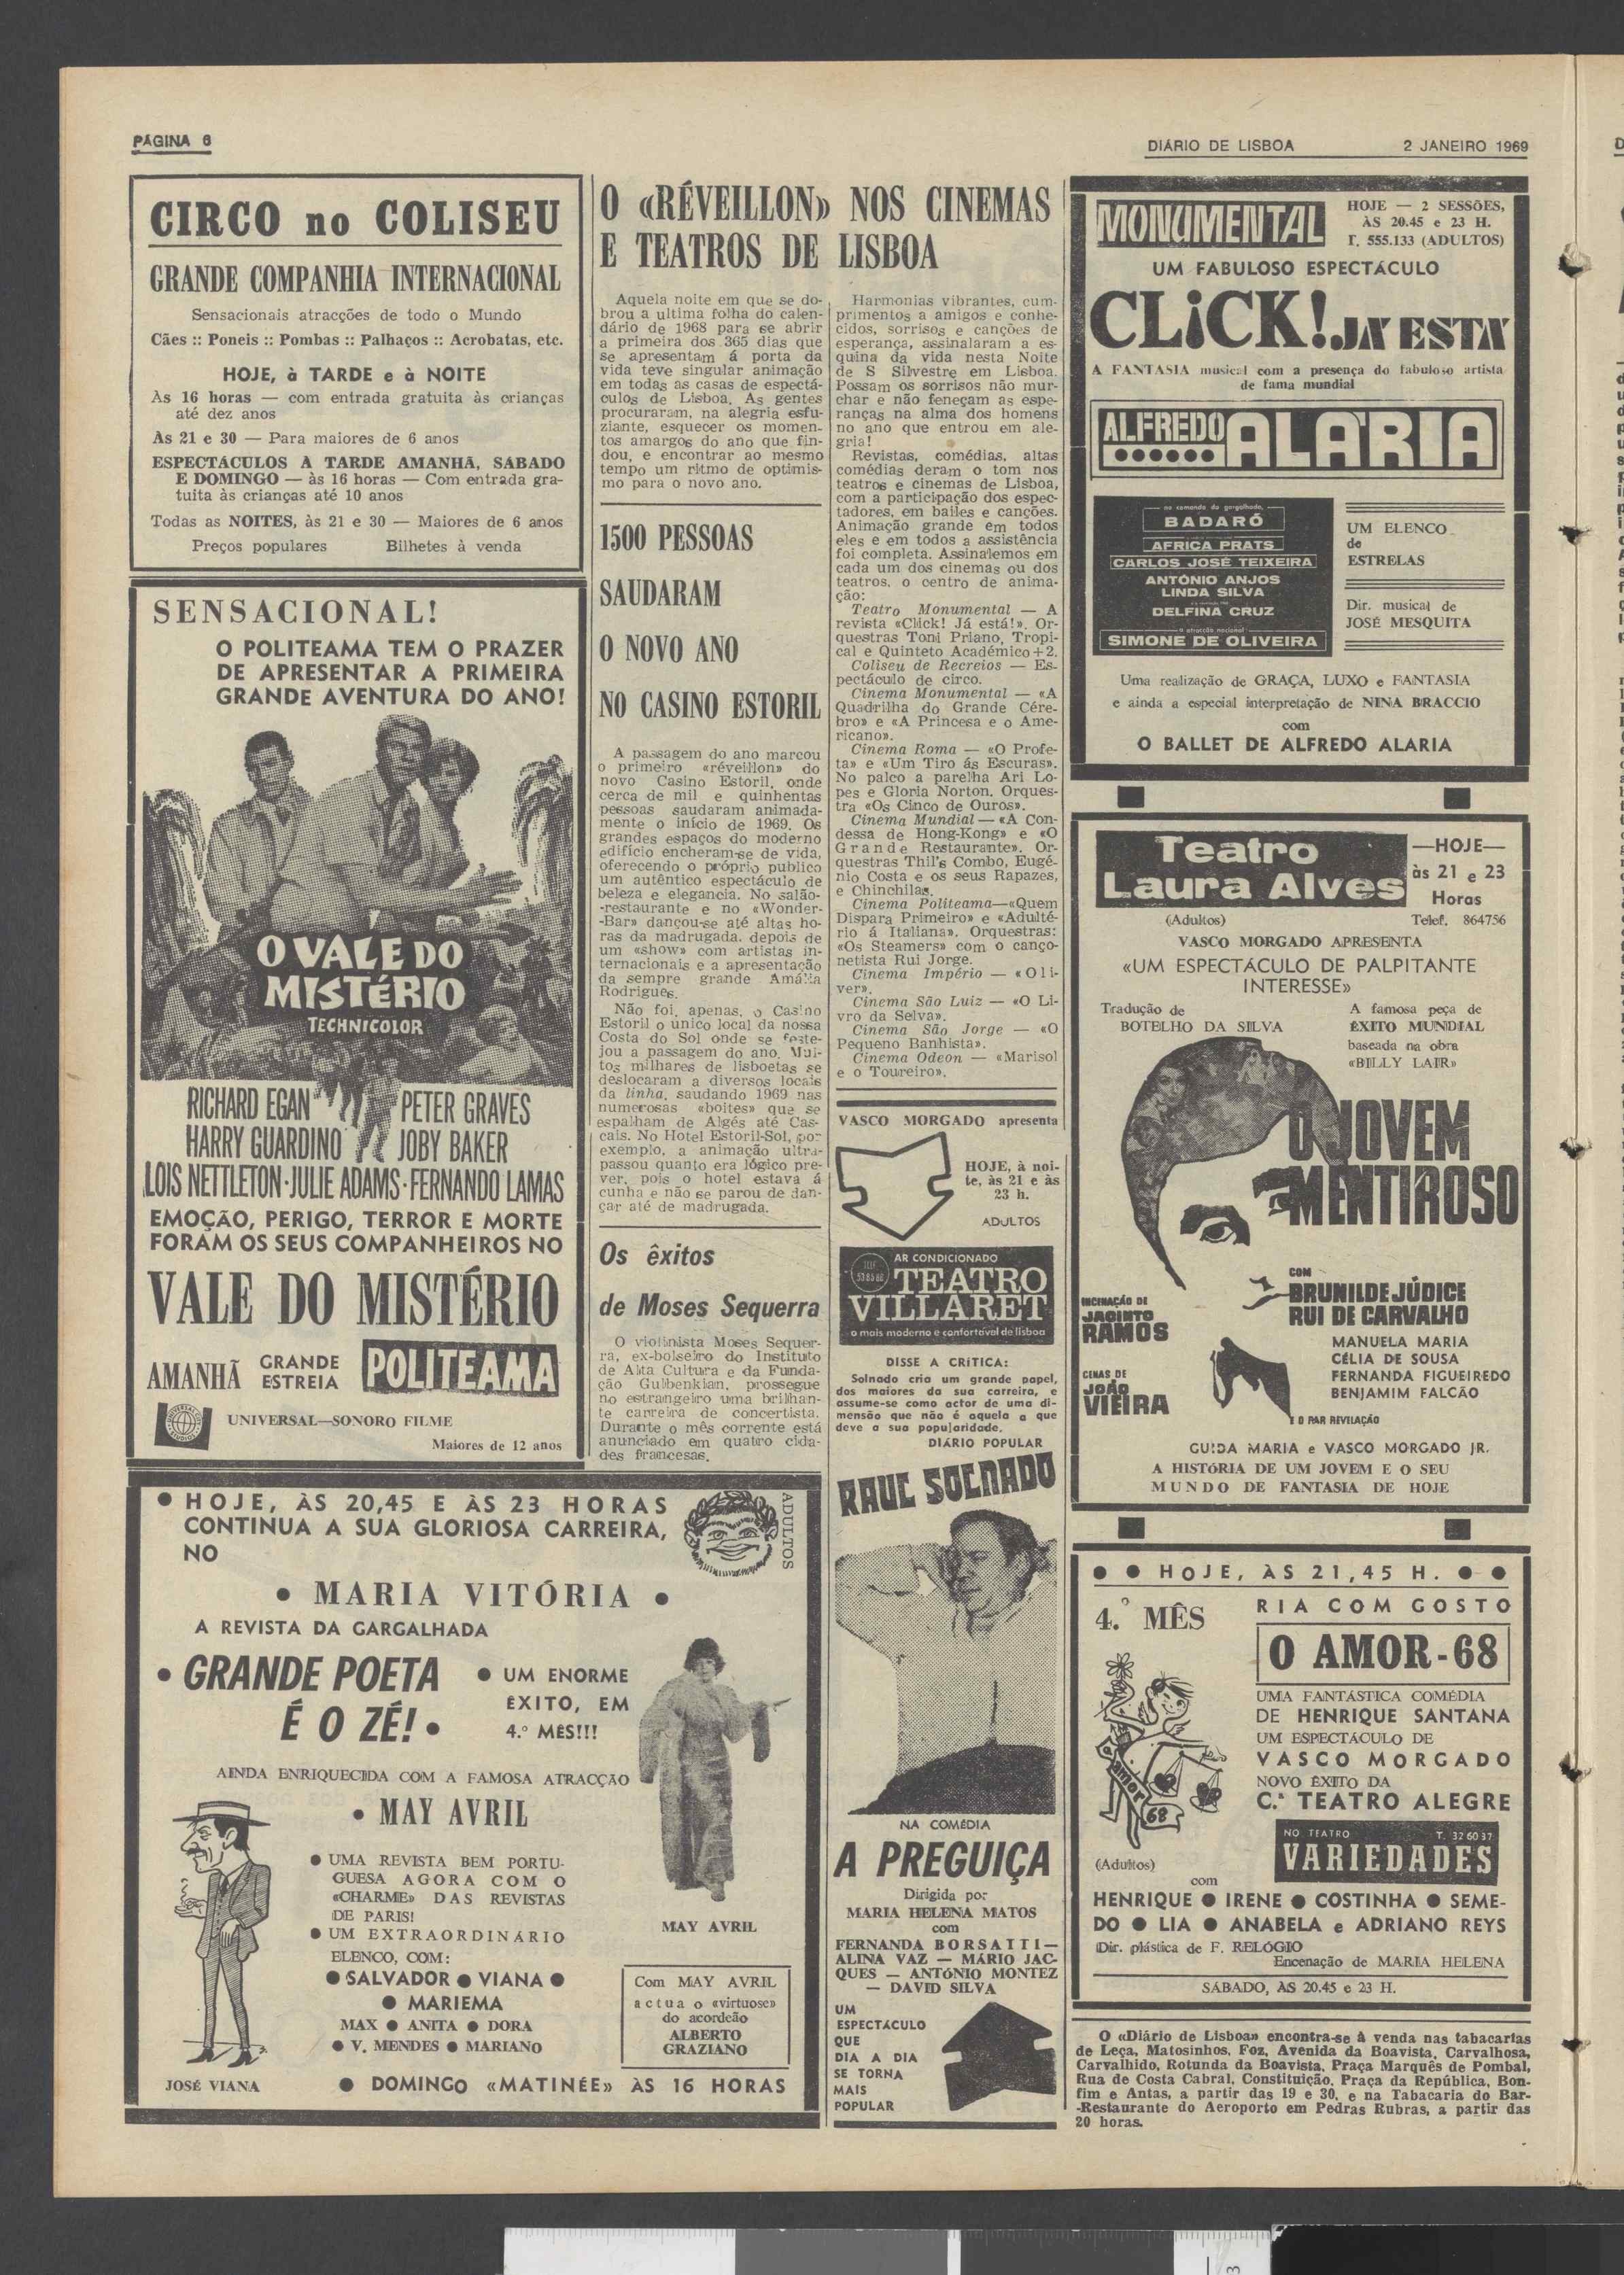 PÁGINA 6
DIÁRIO DE LISBOA
2 JANEIRO 1969
CIRCO no COLISEU
GRANDE COMPANHIA INTERNACIONAL
Sensacionais atracções de todo o Mundo
Cães :: Poneis :: Pombas :: Palhaços :: Acrobatas, etc.
HOJE, à TARDE e à NOITE
Às 16 horas — com entrada gratuita às crianças
até dez anos
Às 21 e 30 — Para maiores de 6 anos
ESPECTÁCULOS À TARDE AMANHÃ, SÁBADO
E DOMINGO — às 16 horas — Com entrada gra-
tuita às crianças até 10 anos
Todas as NOITES, às 21 e 30 — Maiores de 6 anos
Preços populares Bilhetes à venda
SENSACIONAL!
O POLITEAMA TEM O PRAZER
DE APRESENTAR A PRIMEIRA
GRANDE AVENTURA DO ANO!
O VALE DO
MISTÉRIO
TECHNICOLOR
RICHARD EGAN PETER GRAVES
HARRY GUARDINO JOBY BAKER
LOIS NETTLETON · JULIE ADAMS · FERNANDO LAMAS
EMOÇÃO, PERIGO, TERROR E MORTE
FORAM OS SEUS COMPANHEIROS NO
VALE DO MISTÉRIO
AMANHÃ GRANDE
ESTREIA
POLITEAMA
UNIVERSAL—SONORO FILME
Maiores de 12 anos
O «RÉVEILLON» NOS CINEMAS
E TEATROS DE LISBOA
Aquela noite em que se do-
brou a ultima folha do calen-
dário de 1968 para se abrir
a primeira dos 365 dias que
se apresentam á porta da
vida teve singular animação
em todas as casas de espectá-
culos de Lisboa. As gentes
procuraram, na alegria esfu-
ziante, esquecer os momen-
tos amargos do ano que fin-
dou, e encontrar ao mesmo
tempo um ritmo de optimis-
mo para o novo ano.
1500 PESSOAS
SAUDARAM
O NOVO ANO
NO CASINO ESTORIL
A passagem do ano marcou
o primeiro «réveillon» do
novo Casino Estoril, onde
cerca de mil e quinhentas
pessoas saudaram animada-
mente o início de 1969. Os
grandes espaços do moderno
edifício encheram-se de vida,
oferecendo o próprio publico
um autêntico espectáculo de
beleza e elegancia. No salão-
-restaurante e no «Wonder-
-Bar» dançou-se até altas ho-
ras da madrugada, depois de
um «show» com artistas in-
ternacionais e a apresentação
da sempre grande Amália
Rodrigues.
Não foi, apenas, o Casino
Estoril o unico local da nossa
Costa do Sol onde se feste-
jou a passagem do ano. Mui-
tos milhares de lisboetas se
deslocaram a diversos locais
da linha, saudando 1969 nas
numerosas «boites» que se
espalham de Algés até Cas-
cais. No Hotel Estoril-Sol, por
exemplo, a animação ultra-
passou quanto era lógico pre-
ver, pois o hotel estava á
cunha e não se parou de dan-
çar até de madrugada.
Os êxitos
de Moses Sequerra
O violinista Moses Sequer-
ra, ex-bolseiro do Instituto
de Alta Cultura e da Funda-
ção Gulbenkian, prossegue
no estrangeiro uma brilhan-
te carreira de concertista.
Durante o mês corrente está
anunciado em quatro cida-
des francesas.
Harmonias vibrantes, cum-
primentos a amigos e conhe-
cidos, sorrisos e canções de
esperança, assinalaram a es-
quina da vida nesta Noite
de S Silvestre em Lisboa.
Possam os sorrisos não mur-
char e não feneçam as espe-
ranças na alma dos homens
no ano que entrou em ale-
gria!
Revistas, comédias, altas
comédias deram o tom nos
teatros e cinemas de Lisboa,
com a participação dos espec-
tadores, em bailes e canções.
Animação grande em todos
eles e em todos a assistência
foi completa. Assinalemos em
cada um dos cinemas ou dos
teatros, o centro de anima-
ção:
Teatro Monumental — A
revista «Click! Já está!». Or-
questras Toni Priano, Tropi-
cal e Quinteto Académico+2.
Coliseu de Recreios — Es-
pectáculo de circo.
Cinema Monumental — «A
Quadrilha do Grande Cére-
bro» e «A Princesa e o Ame-
ricano».
Cinema Roma — «O Profe-
ta» e «Um Tiro ás Escuras».
No palco a parelha Ari Lo-
pes e Gloria Norton. Orques-
tra «Os Cinco de Ouros».
Cinema Mundial — «A Con-
dessa de Hong-Kong» e «O
Grande Restaurante». Or-
questras Thil's Combo, Eugé-
nio Costa e os seus Rapazes,
e Chinchilas.
Cinema Politeama—«Quem
Dispara Primeiro» e «Adulté-
rio á Italiana». Orquestras:
«Os Steamers» com o canço-
netista Rui Jorge.
Cinema Império — «Oli-
ver».
Cinema São Luiz — «O Li-
vro da Selva».
Cinema São Jorge — «O
Pequeno Banhista».
Cinema Odeon — «Marisol
e o Toureiro».
VASCO MORGADO apresenta
HOJE, à noi-
te, às 21 e às
23 h.
ADULTOS
AR CONDICIONADO
TEATRO
VILLARET
o mais moderno e confortável de lisboa
DISSE A CRÍTICA:
Solnado cria um grande papel,
dos maiores da sua carreira, e
assume-se como actor de uma di-
mensão que não é aquela a que
deve a sua popularidade.
DIÁRIO POPULAR
RAUL SOLNADO
NA COMÉDIA
A PREGUIÇA
Dirigida por
MARIA HELENA MATOS
com
FERNANDA BORSATTI—
ALINA VAZ — MÁRIO JAC-
QUES — ANTÓNIO MONTEZ
— DAVID SILVA
UM
ESPECTÁCULO
QUE
DIA A DIA
SE TORNA
MAIS
POPULAR
MONUMENTAL
HOJE — 2 SESSÕES,
ÀS 20.45 e 23 H.
T. 555.133 (ADULTOS)
UM FABULOSO ESPECTÁCULO
CLiCK! JÁ ESTÁ
A FANTASIA musical com a presença do fabuloso artista
de fama mundial
ALFREDO ALARIA
no comando da gargalhada,
BADARÓ
AFRICA PRATS
CARLOS JOSÉ TEIXEIRA
ANTÓNIO ANJOS
LINDA SILVA
DELFINA CRUZ
a atracção nacional
SIMONE DE OLIVEIRA
UM ELENCO
de
ESTRELAS
Dir. musical de
JOSÉ MESQUITA
Uma realização de GRAÇA, LUXO e FANTASIA
e ainda a especial interpretação de NINA BRACCIO
com
O BALLET DE ALFREDO ALARIA
Teatro
Laura Alves
—HOJE—
às 21 e 23
Horas
(Adultos)
Telef. 864756
VASCO MORGADO APRESENTA
«UM ESPECTÁCULO DE PALPITANTE
INTERESSE»
Tradução de
BOTELHO DA SILVA
A famosa peça de
ÊXITO MUNDIAL
baseada na obra
«BILLY LAIR»
O JOVEM
MENTIROSO
COM
BRUNILDE JÚDICE
RUI DE CARVALHO
MANUELA MARIA
CÉLIA DE SOUSA
FERNANDA FIGUEIREDO
BENJAMIM FALCÃO
ENCENAÇÃO DE
JACINTO
RAMOS
CENAS DE
JOÃO
VIEIRA
E O PAR REVELAÇÃO
GUIDA MARIA e VASCO MORGADO JR.
A HISTÓRIA DE UM JOVEM E O SEU
MUNDO DE FANTASIA DE HOJE
● HOJE, ÀS 20,45 E ÀS 23 HORAS
CONTINUA A SUA GLORIOSA CARREIRA,
NO
ADULTOS
● MARIA VITÓRIA ●
A REVISTA DA GARGALHADA
● GRANDE POETA
É O ZÉ! ●
● UM ENORME
ÊXITO, EM
4.º MÊS!!!
AINDA ENRIQUECIDA COM A FAMOSA ATRACÇÃO
● MAY AVRIL
● UMA REVISTA BEM PORTU-
GUESA AGORA COM O
«CHARME» DAS REVISTAS
DE PARIS!
● UM EXTRAORDINÁRIO
ELENCO, COM:
● SALVADOR ● VIANA ●
● MARIEMA
MAX ● ANITA ● DORA
● V. MENDES ● MARIANO
MAY AVRIL
Com MAY AVRIL
actua o «virtuose»
do acordeão
ALBERTO
GRAZIANO
JOSÉ VIANA
● DOMINGO «MATINÉE» ÀS 16 HORAS
● ● HOJE, ÀS 21,45 H. ● ●
4.º MÊS
RIA COM GOSTO
O AMOR-68
UMA FANTÁSTICA COMÉDIA
DE HENRIQUE SANTANA
UM ESPECTÁCULO DE
VASCO MORGADO
NOVO ÊXITO DA
C.ª TEATRO ALEGRE
amor
68
NO TEATRO T. 32 60 37
VARIEDADES
(Adultos)
com
HENRIQUE ● IRENE ● COSTINHA ● SEME-
DO ● LIA ● ANABELA e ADRIANO REYS
Dir. plástica de F. RELÓGIO
Encenação de MARIA HELENA
SÁBADO, ÀS 20.45 e 23 H.
O «Diário de Lisboa» encontra-se à venda nas tabacarias
de Leça, Matosinhos, Foz, Avenida da Boavista, Carvalhosa,
Carvalhido, Rotunda da Boavista, Praça Marquês de Pombal,
Rua de Costa Cabral, Constituição, Praça da República, Bon-
fim e Antas, a partir das 19 e 30, e na Tabacaria do Bar-
-Restaurante do Aeroporto em Pedras Rubras, a partir das
20 horas.